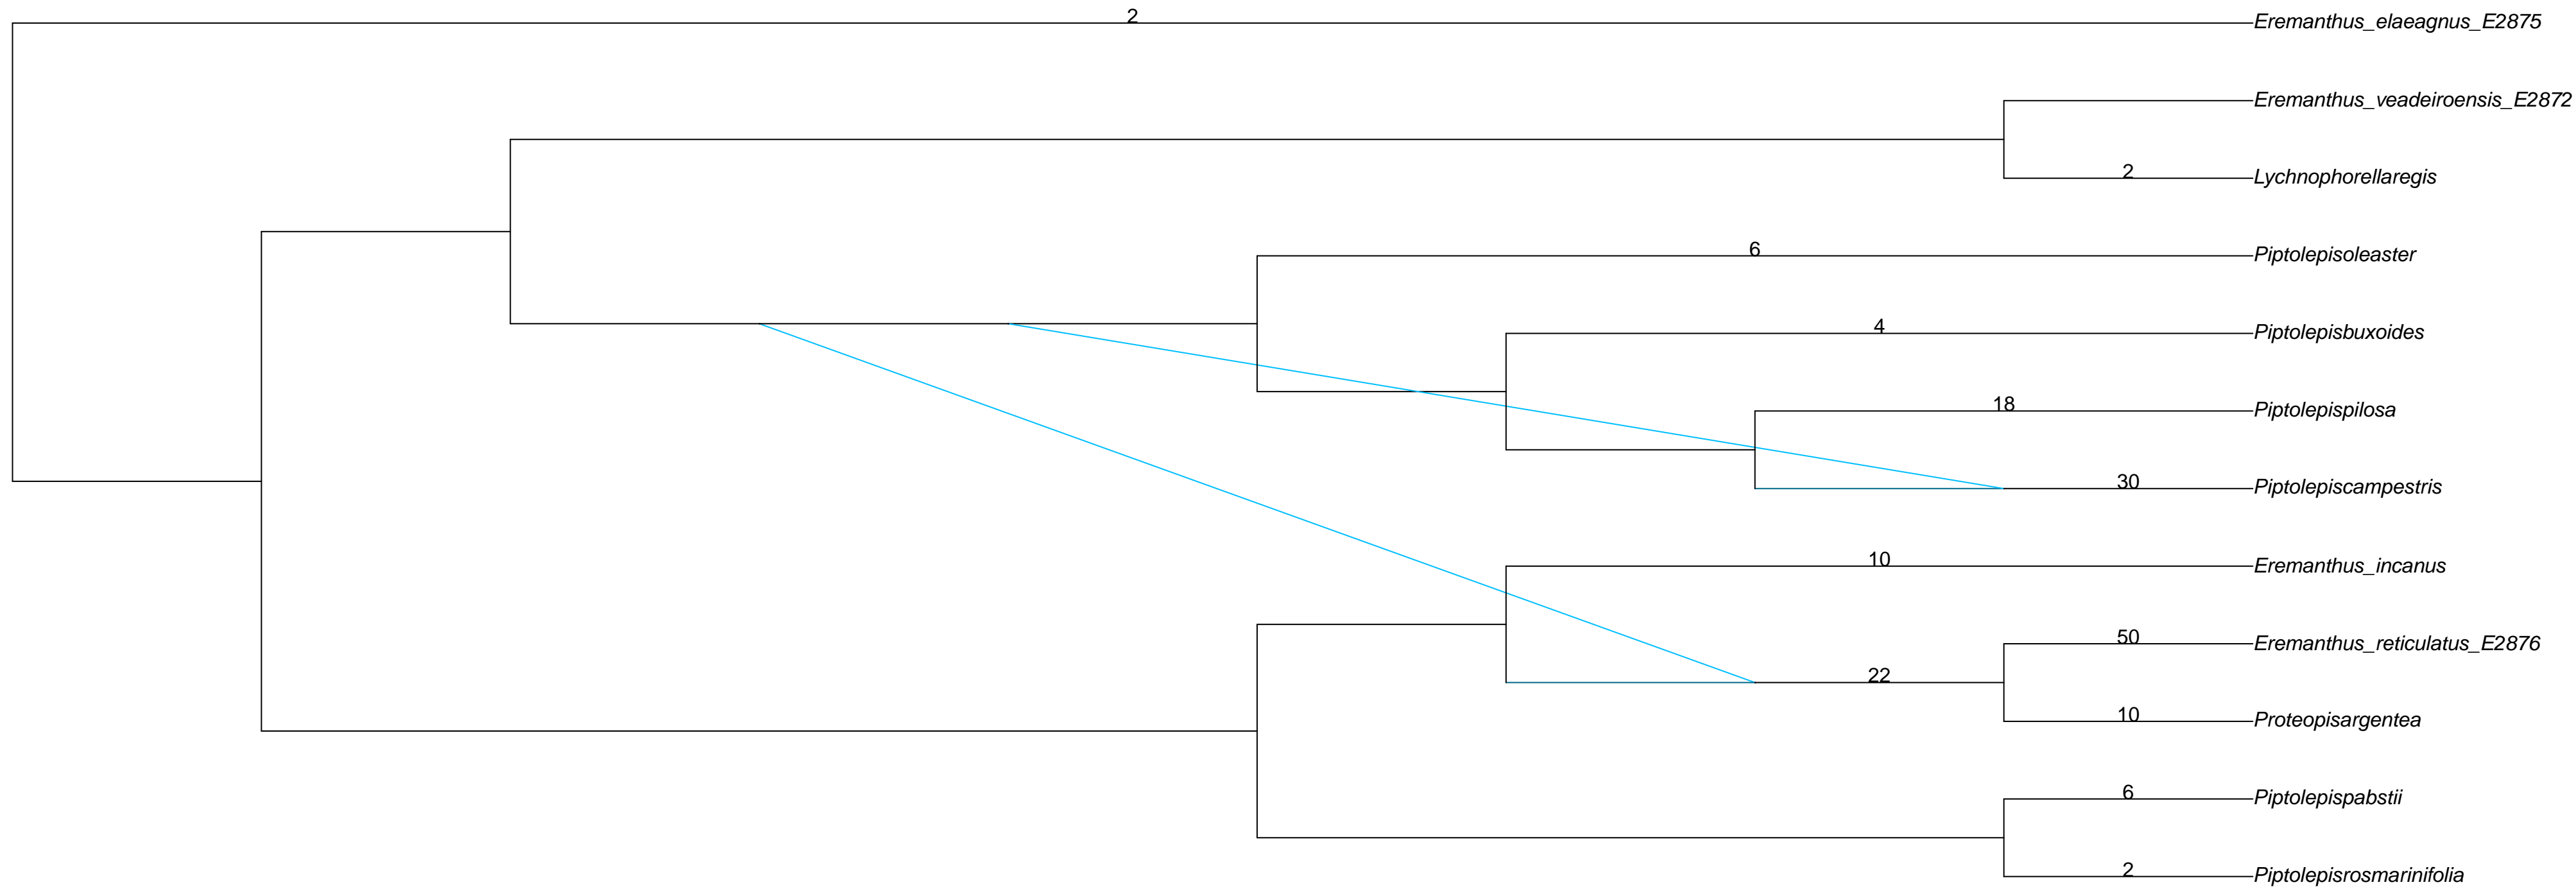 2
Eremanthus_elaeagnus_E2875
Eremanthus_veadeiroensis_E2872
2
Lychnophorellaregis
6
Piptolepisoleaster
4
Piptolepisbuxoides
18
Piptolepispilosa
30
Piptolepiscampestris
10
Eremanthus_incanus
50
Eremanthus_reticulatus_E2876
22
10
Proteopisargentea
6
Piptolepispabstii
2
Piptolepisrosmarinifolia